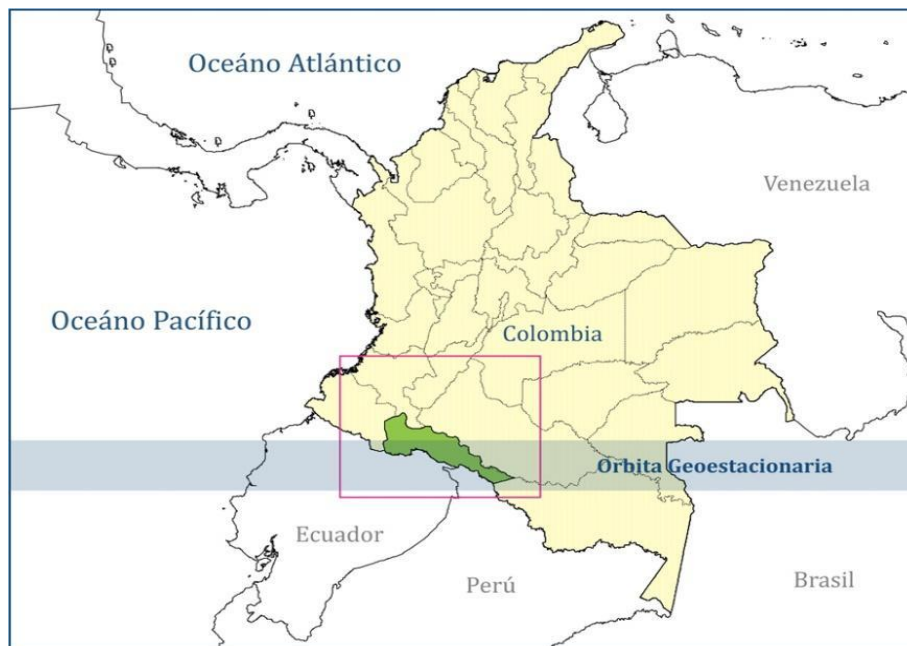 Oceáno Atlántico
Venezuela
Oceáno Pacífico
Colombia
Orbita Geoestacionaria
Ecuador
Perú
Brasil